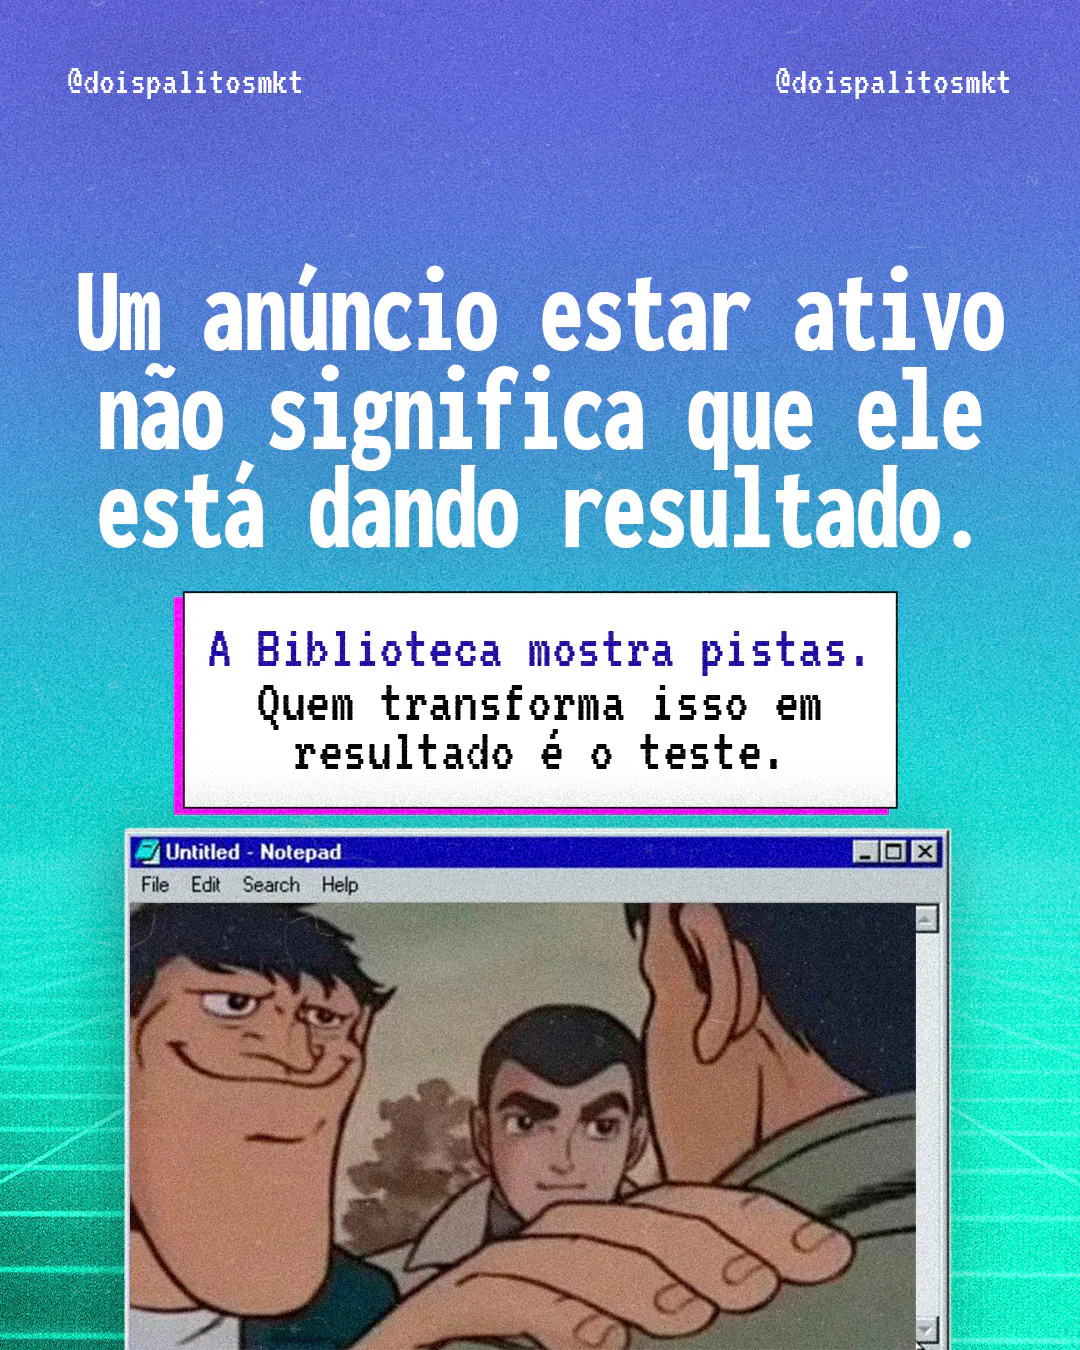 @doispalitosmkt @doispalitosmkt
Um anúncio estar ativo
não significa que ele
está dando resultado.
A Biblioteca mostra pistas.
Quem transforma isso em
resultado é o teste.
Untitled - Notepad
File Edit Search Help